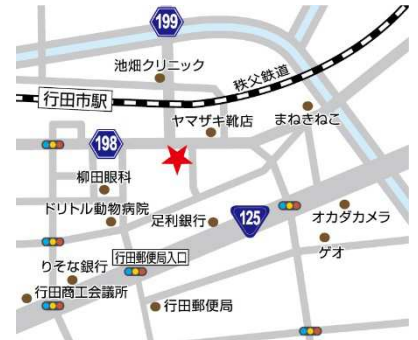 199
池畑クリニック
秩父鉄道
行田市駅
ヤマザキ靴店
まねきねこ
198
柳田眼科
ドリトル動物病院
足利銀行
125
オカダカメラ
行田郵便局入口
ゲオ
りそな銀行
行田商工会議所
行田郵便局